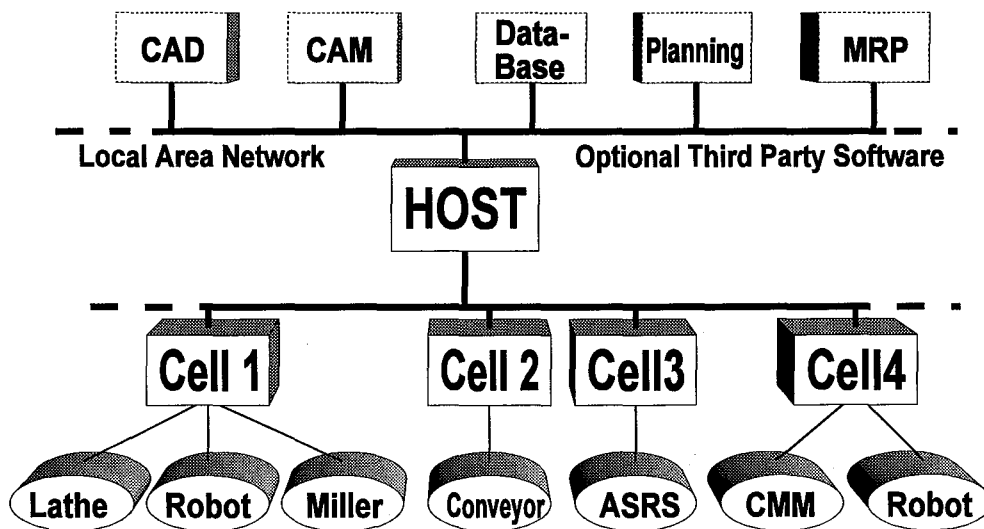 CAD
CAM
Data-
Base
Planning
MRP
Local Area Network
Optional Third Party Software
HOST
Cell 1
Cell 2
Cell3
Cell4
Lathe
Robot
Miller
Conveyor
ASRS
CMM
Robot